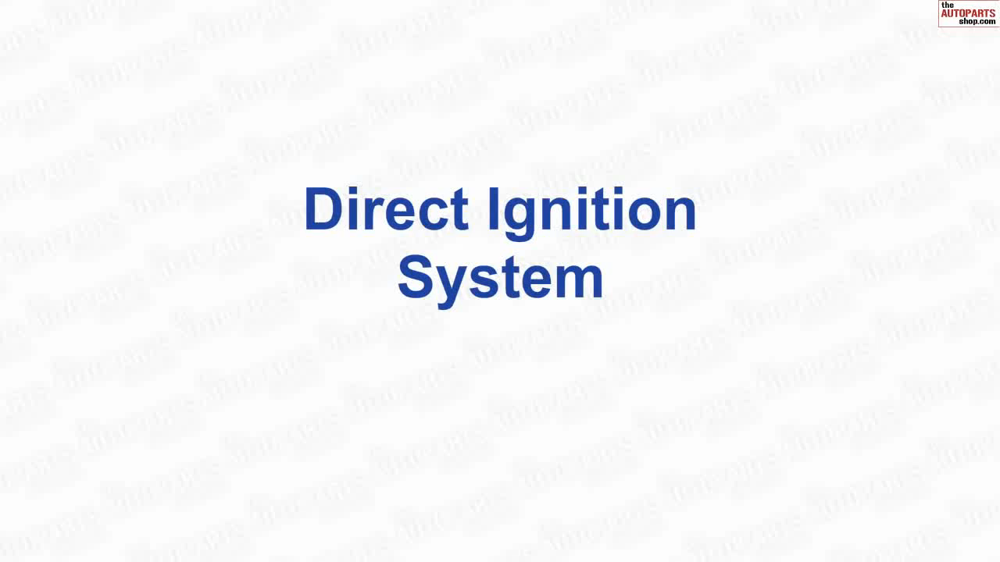 the
AUTOPARTS
shop.com
Direct Ignition
System